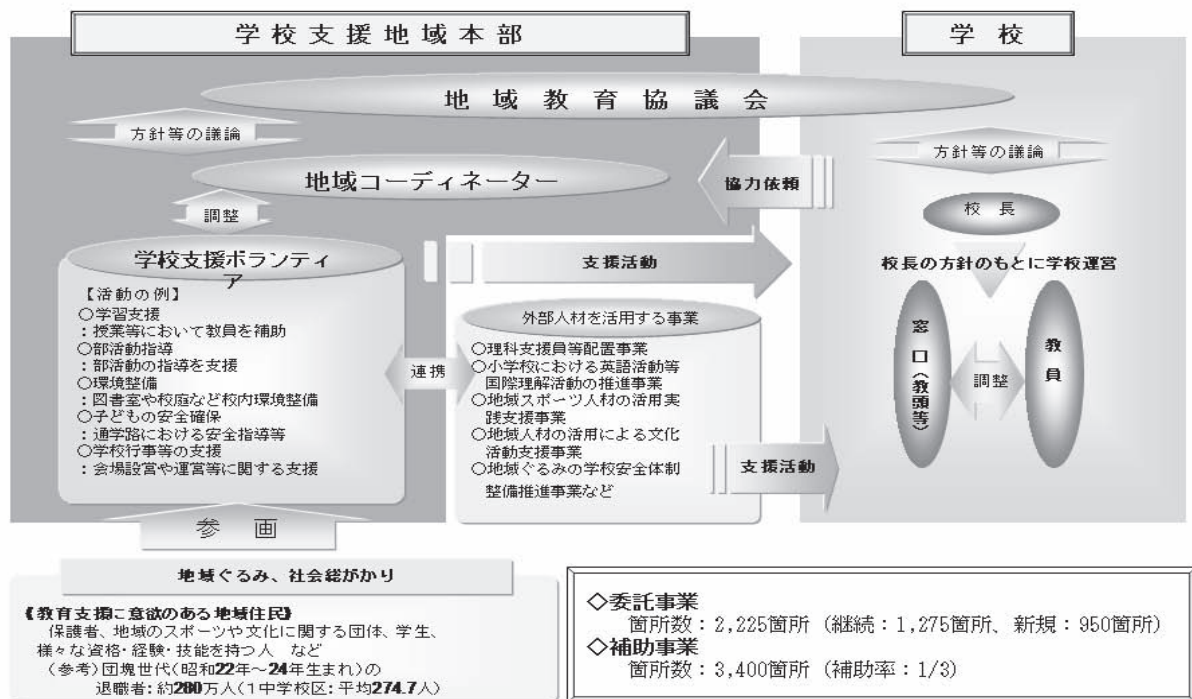 学校支援地域本部
学校
地域教育協議会
方針等の議論
方針等の議論
地域コーディネーター
協力依頼
調整
校長
学校支援ボランティ
ア
支援活動
校長の方針のもとに学校運営
【活動の例】
○学習支援
：授業等において教員を補助
○部活動指導
：部活動の指導を支援
○環境整備
：図書室や校庭など校内環境整備
○子どもの安全確保
：通学路における安全指導等
○学校行事等の支援
：会場設営や運営等に関する支援
連携
外部人材を活用する事業
○理科支援員等配置事業
○小学校における英語活動等
国際理解活動の推進事業
○地域スポーツ人材の活用実
践支援事業
○地域人材の活用による文化
活動支援事業
○地域ぐるみの学校安全体制
整備推進事業など
支援活動
窓口（教頭等）
調整
教員
参画
地域ぐるみ、社会総がかり
《教育支援に意欲のある地域住民》
保護者、地域のスポーツや文化に関する団体、学生、
様々な資格・経験・技能を持つ人　など
（参考）団塊世代（昭和22年～24年生まれ）の
退職者：約280万人（１中学校区：平均274.7人）
◇委託事業
箇所数：2,225箇所（継続：1,275箇所、新規：950箇所）
◇補助事業
箇所数：3,400箇所（補助率：1/3）